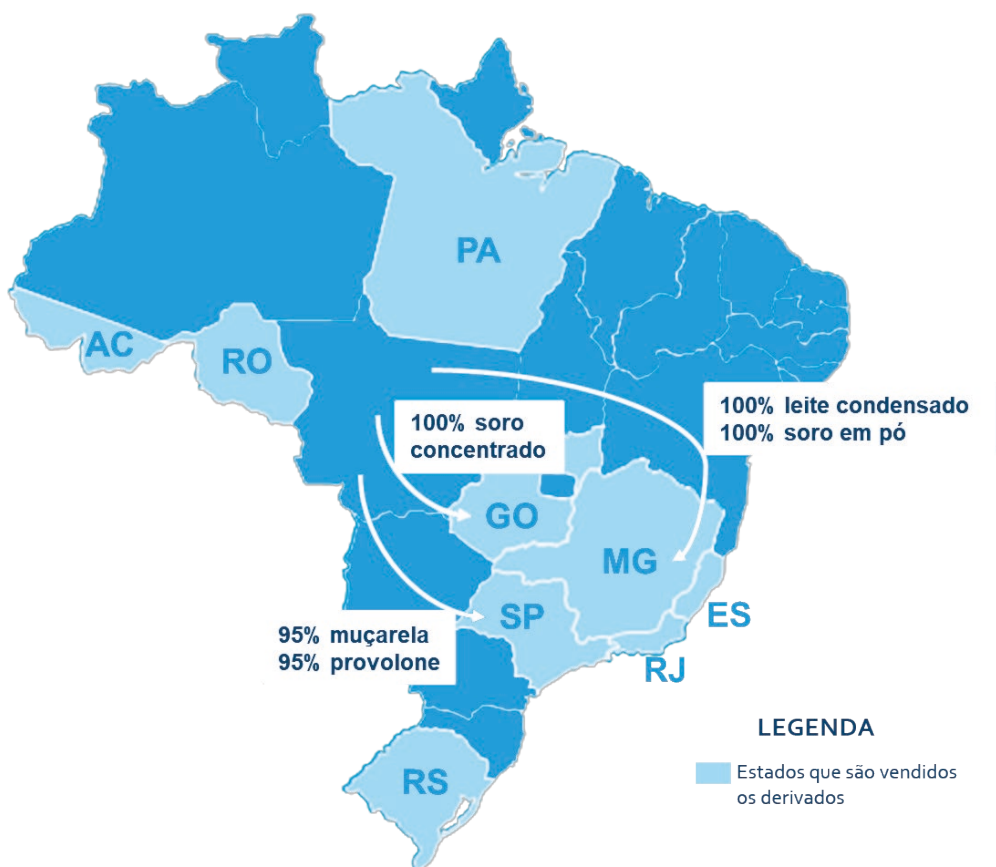 PA
AC
RO
100% leite condensado
100% soro em pó
100% soro
concentrado
GO
MG
SP
ES
95% muçarela
95% provolone
RJ
LEGENDA
RS
Estados que são vendidos
os derivados